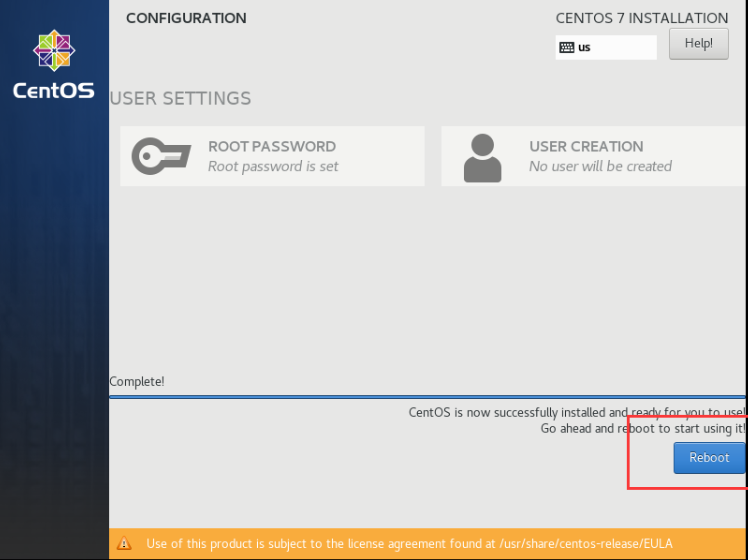 CONFIGURATION
CENTOS 7 INSTALLATION
us
Help!
CentOS
USER SETTINGS
ROOT PASSWORD
Root password is set
USER CREATION
No user will be created
Complete!
CentOS is now successfully installed and ready for you to use!
Go ahead and reboot to start using it!
Reboot
Use of this product is subject to the license agreement found at /usr/share/centos-release/EULA